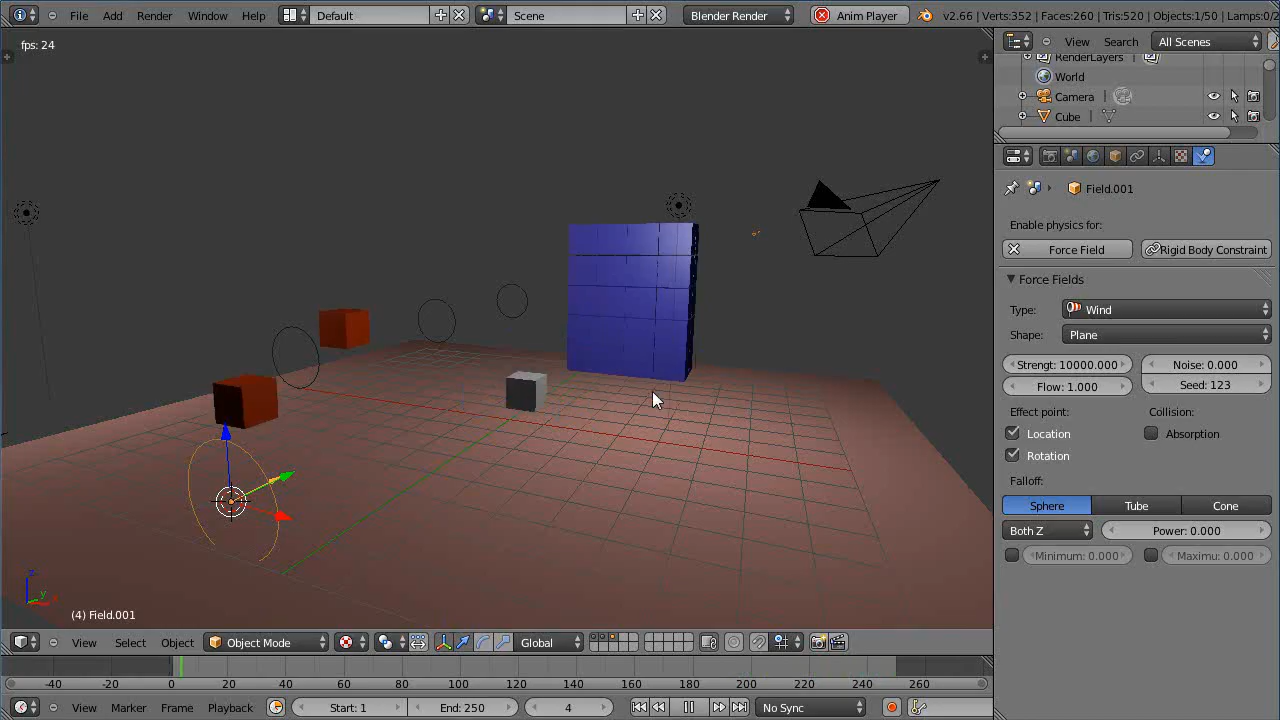 File Add Render Window Help Default Scene Blender Render Anim Player v2.66 | Verts:352 | Faces:260 | Tris:520 | Objects:1/50 | Lamps:0/
fps: 24
View Search All Scenes
RenderLayers
World
Camera
Cube
Field.001
Enable physics for:
Force Field Rigid Body Constraint
Force Fields
Type: Wind
Shape: Plane
Strengt: 10000.000 Noise: 0.000
Flow: 1.000 Seed: 123
Effect point: Collision:
Location Absorption
Rotation
Falloff:
Sphere Tube Cone
Both Z Power: 0.000
Minimum: 0.000 Maximu: 0.000
z
y
x
(4) Field.001
View Select Object Object Mode Global
-40 -20 0 20 40 60 80 100 120 140 160 180 200 220 240 260
View Marker Frame Playback Start: 1 End: 250 4 No Sync